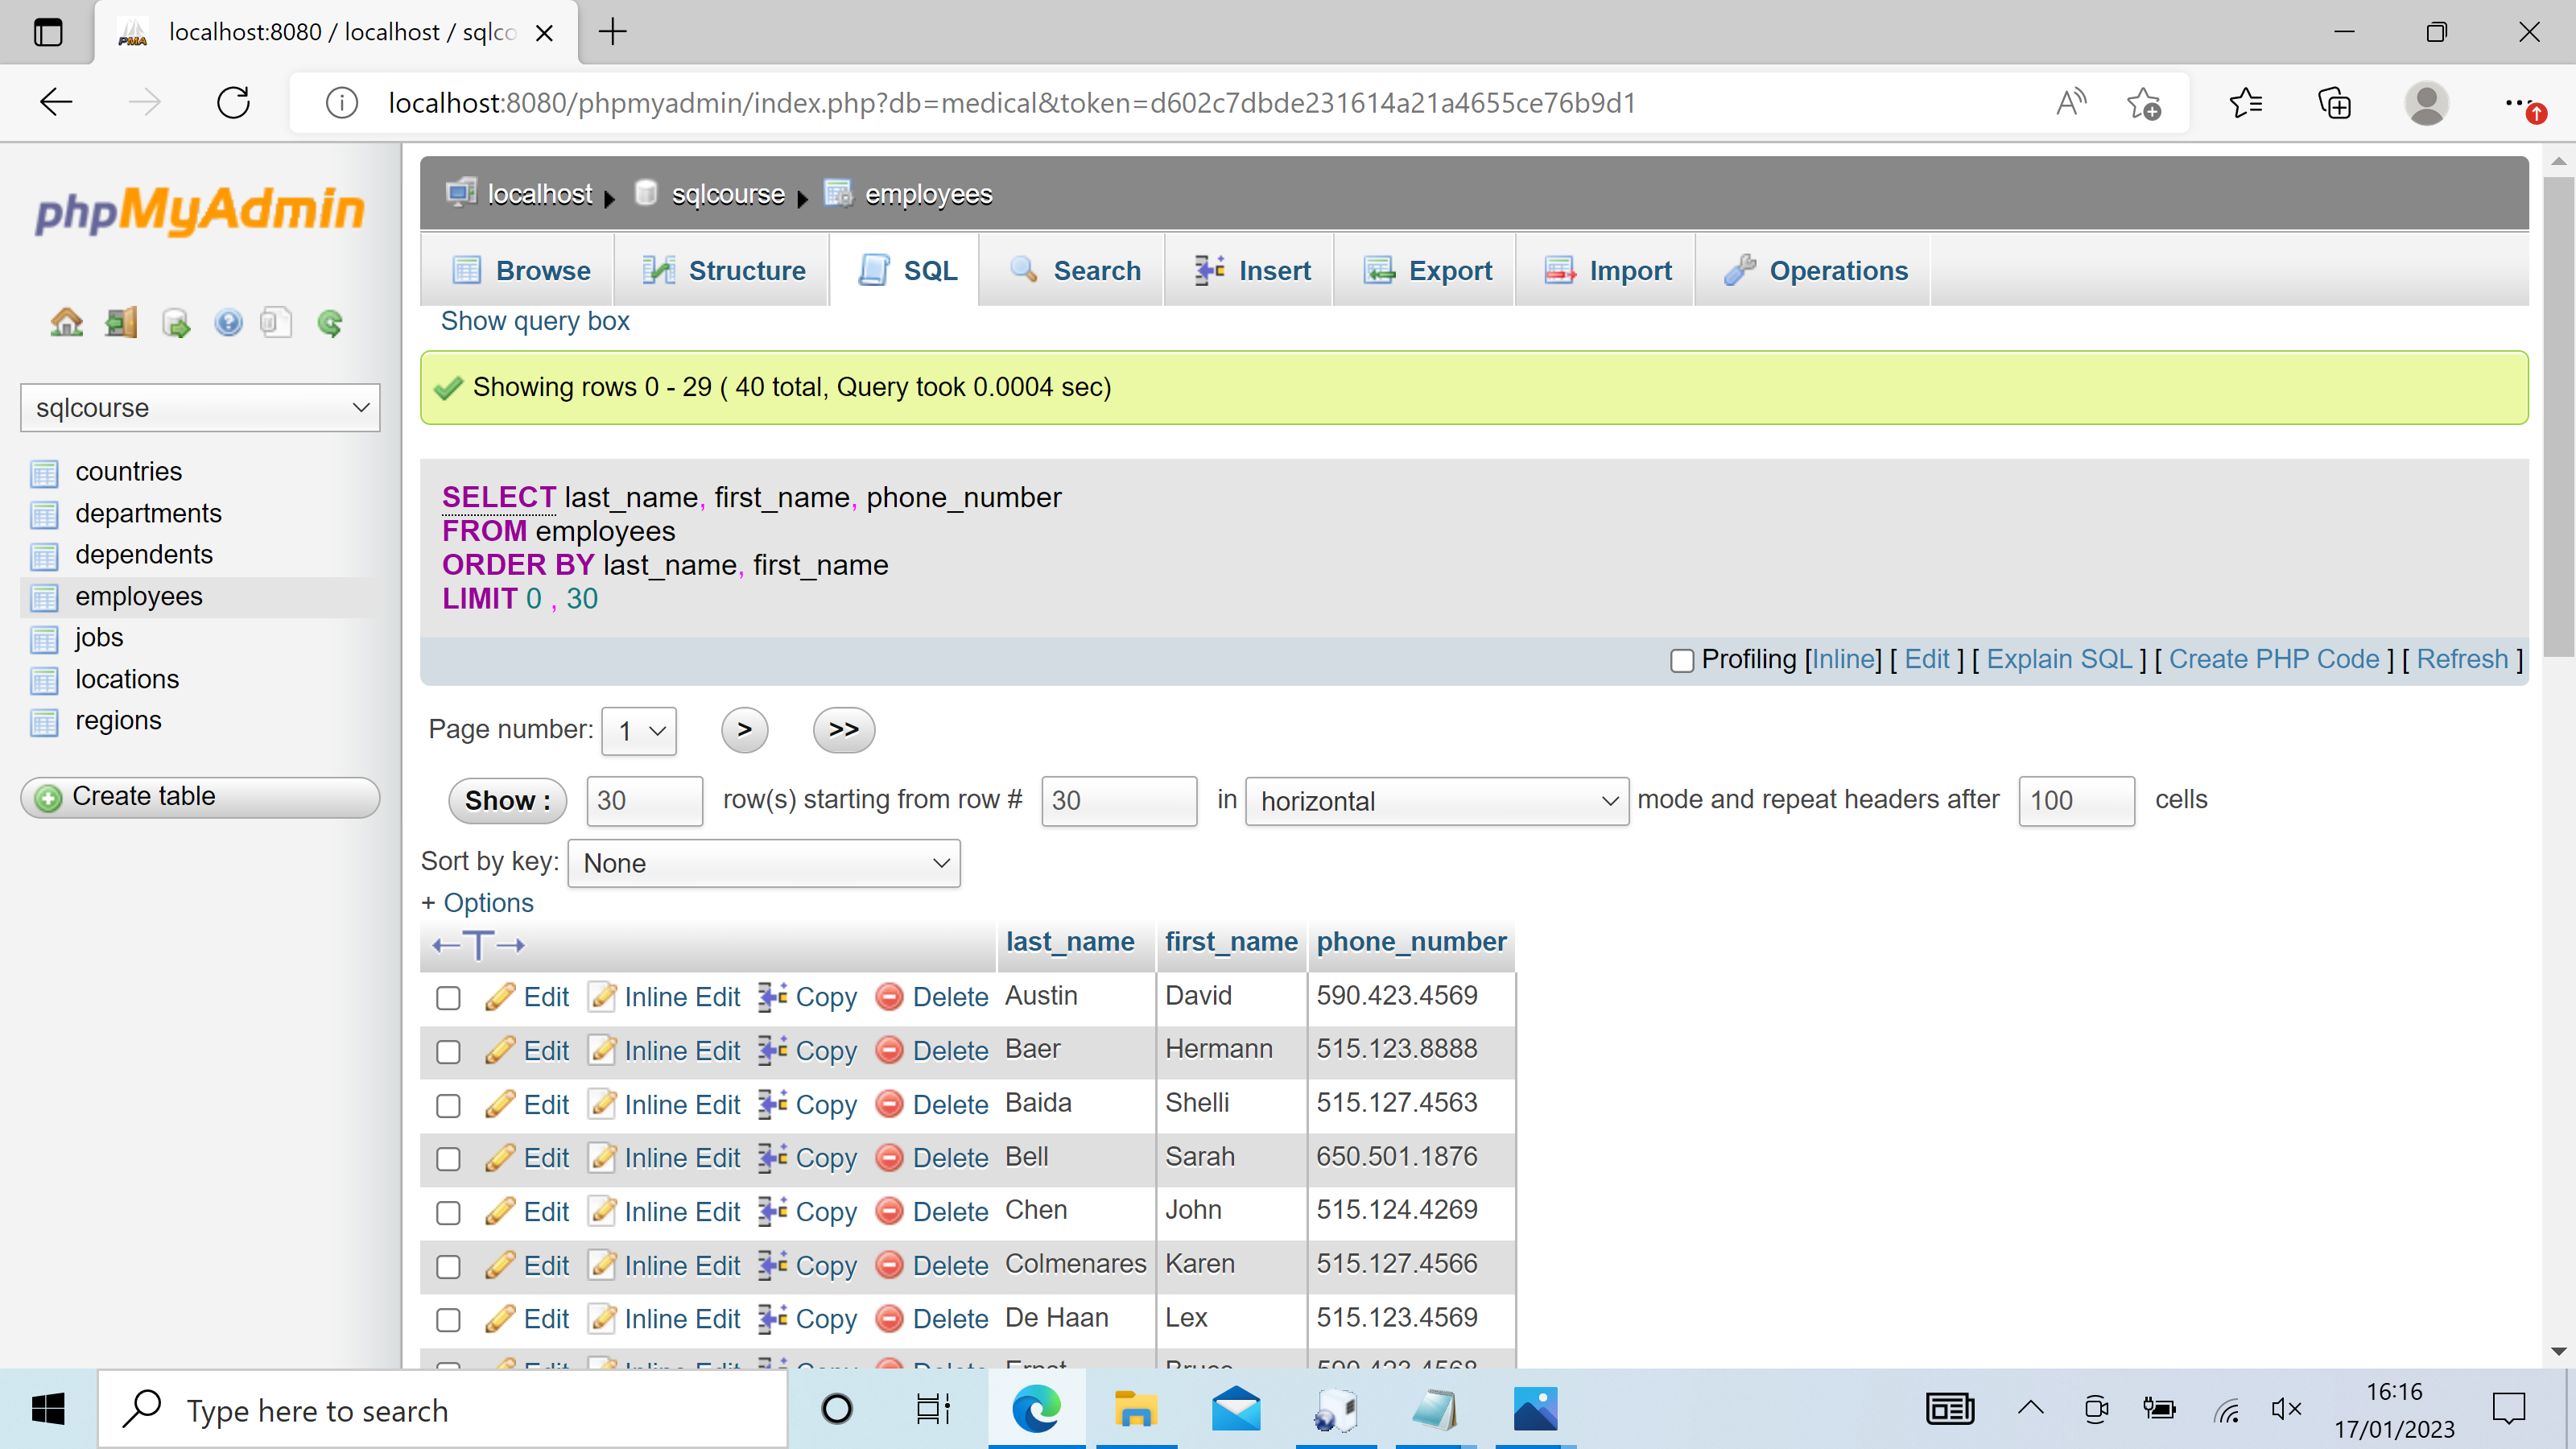 localhost:8080 / localhost / sqlco
localhost:8080/phpmyadmin/index.php?db=medical&token=d602c7dbde231614a21a4655ce76b9d1
phpMyAdmin
sqlcourse
countries
departments
dependents
employees
jobs
locations
regions
Create table
localhost sqlcourse employees
Browse Structure SQL Search Insert Export Import Operations
Show query box
Showing rows 0 - 29 ( 40 total, Query took 0.0004 sec)
SELECT last_name, first_name, phone_number
FROM employees
ORDER BY last_name, first_name
LIMIT 0 , 30
Profiling [Inline] [ Edit ] [ Explain SQL ] [ Create PHP Code ] [ Refresh ]
Page number: 1 > >>
Show : 30 row(s) starting from row # 30 in horizontal mode and repeat headers after 100 cells
Sort by key: None
+ Options
←T→ last_name first_name phone_number
Edit Inline Edit Copy Delete Austin David 590.423.4569
Edit Inline Edit Copy Delete Baer Hermann 515.123.8888
Edit Inline Edit Copy Delete Baida Shelli 515.127.4563
Edit Inline Edit Copy Delete Bell Sarah 650.501.1876
Edit Inline Edit Copy Delete Chen John 515.124.4269
Edit Inline Edit Copy Delete Colmenares Karen 515.127.4566
Edit Inline Edit Copy Delete De Haan Lex 515.123.4569
Type here to search
16:16
17/01/2023